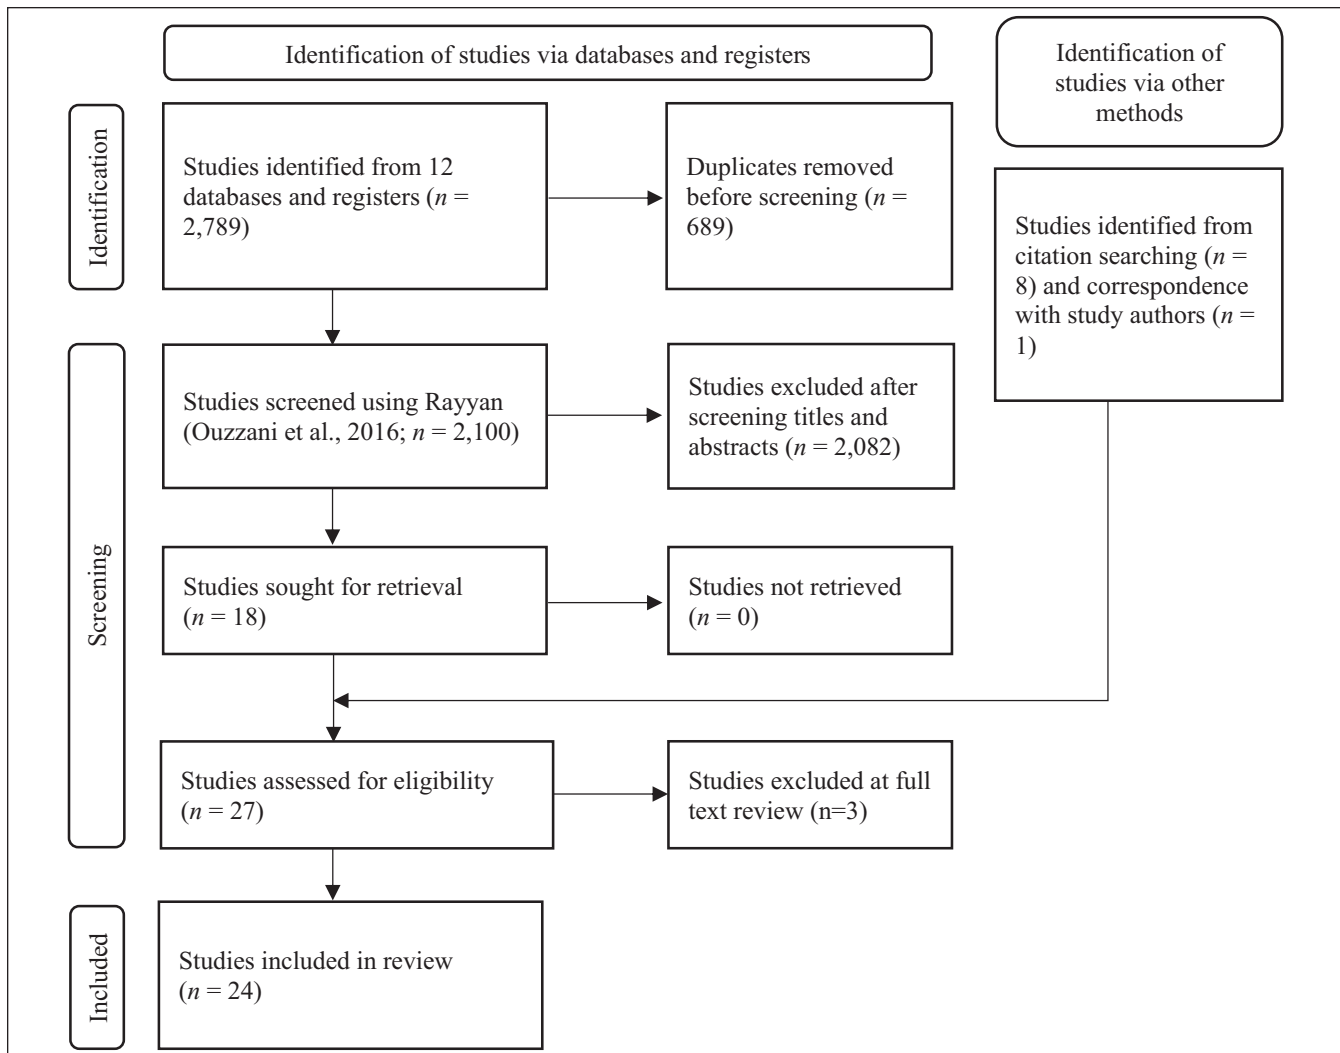 Identification of studies via databases and registers
Identification of
studies via other
methods
Identification
Studies identified from 12
databases and registers (n =
2,789)
Duplicates removed
before screening (n =
689)
Studies identified from
citation searching (n =
8) and correspondence
with study authors (n =
1)
Screening
Studies screened using Rayyan
(Ouzzani et al., 2016; n = 2,100)
Studies excluded after
screening titles and
abstracts (n = 2,082)
Studies sought for retrieval
(n = 18)
Studies not retrieved
(n = 0)
Studies assessed for eligibility
(n = 27)
Studies excluded at full
text review (n=3)
Included
Studies included in review
(n = 24)